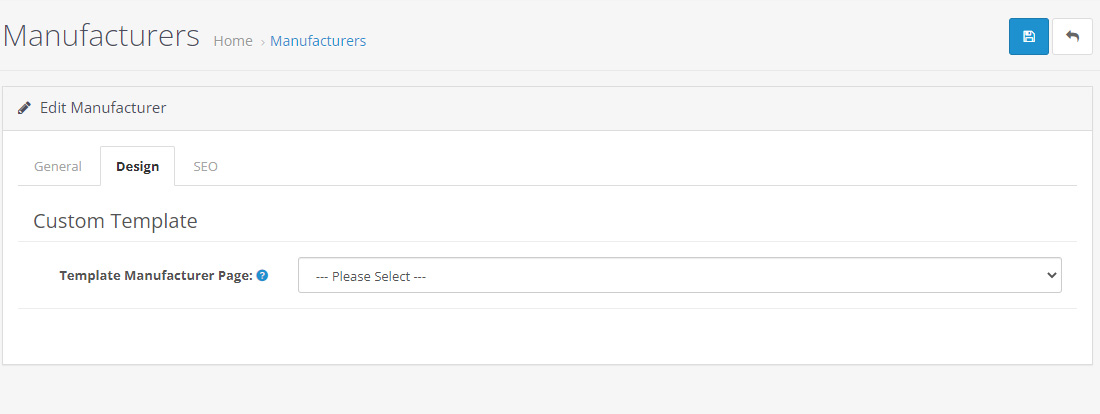 Manufacturers Home › Manufacturers
Edit Manufacturer
General Design SEO
Custom Template
Template Manufacturer Page: ?
--- Please Select ---